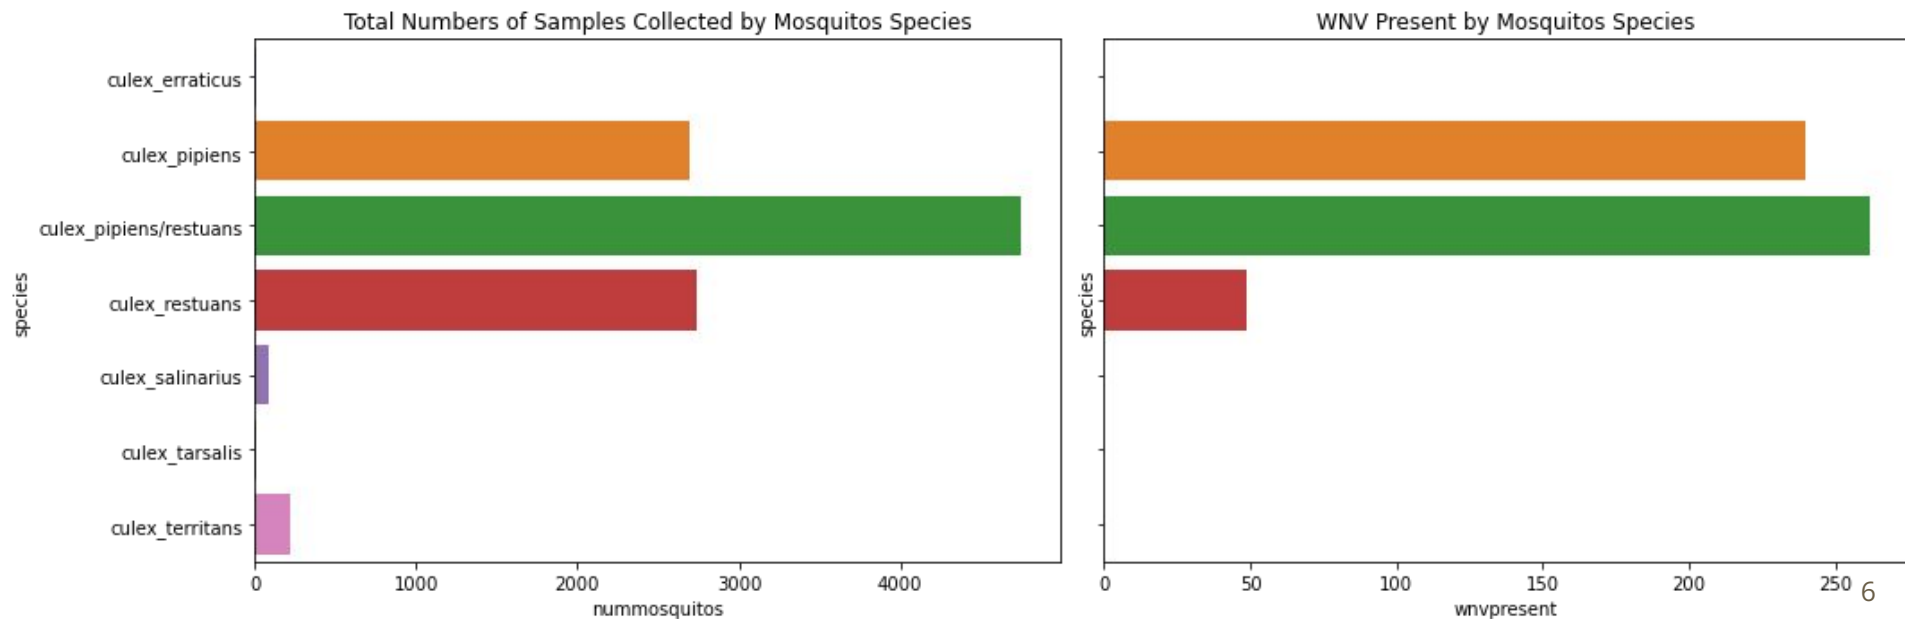 Total Numbers of Samples Collected by Mosquitos Species
culex_erraticus
culex_pipiens
culex_pipiens/restuans
culex_restuans
culex_salinarius
culex_tarsalis
culex_territans
species
0 1000 2000 3000 4000
nummosquitos
WNV Present by Mosquitos Species
species
0 50 100 150 200 250
wnvpresent
6